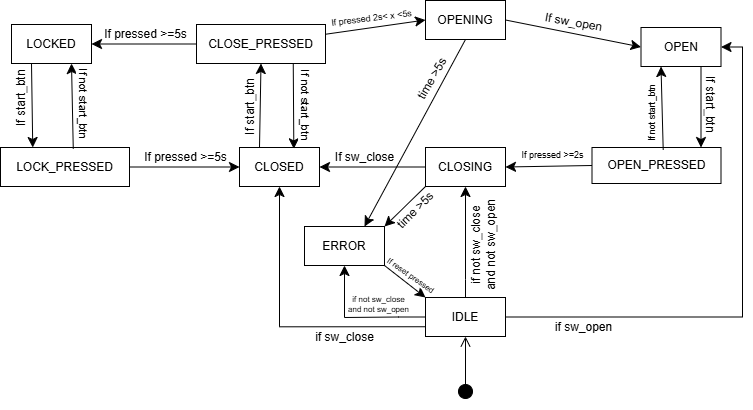 If pressed 2s< x <5s
OPENING
If sw_open
LOCKED
If pressed >=5s
CLOSE_PRESSED
OPEN
time >5s
If start_btn
If not start_btn
If start_btn
If not start_btn
If not start_btn
If start_btn
LOCK_PRESSED
If pressed >=5s
CLOSED
If sw_close
CLOSING
If pressed >=2s
OPEN_PRESSED
time >5s
if not sw_close
and not sw_open
ERROR
If reset pressed
if not sw_close
and not sw_open
IDLE
if sw_close
if sw_open